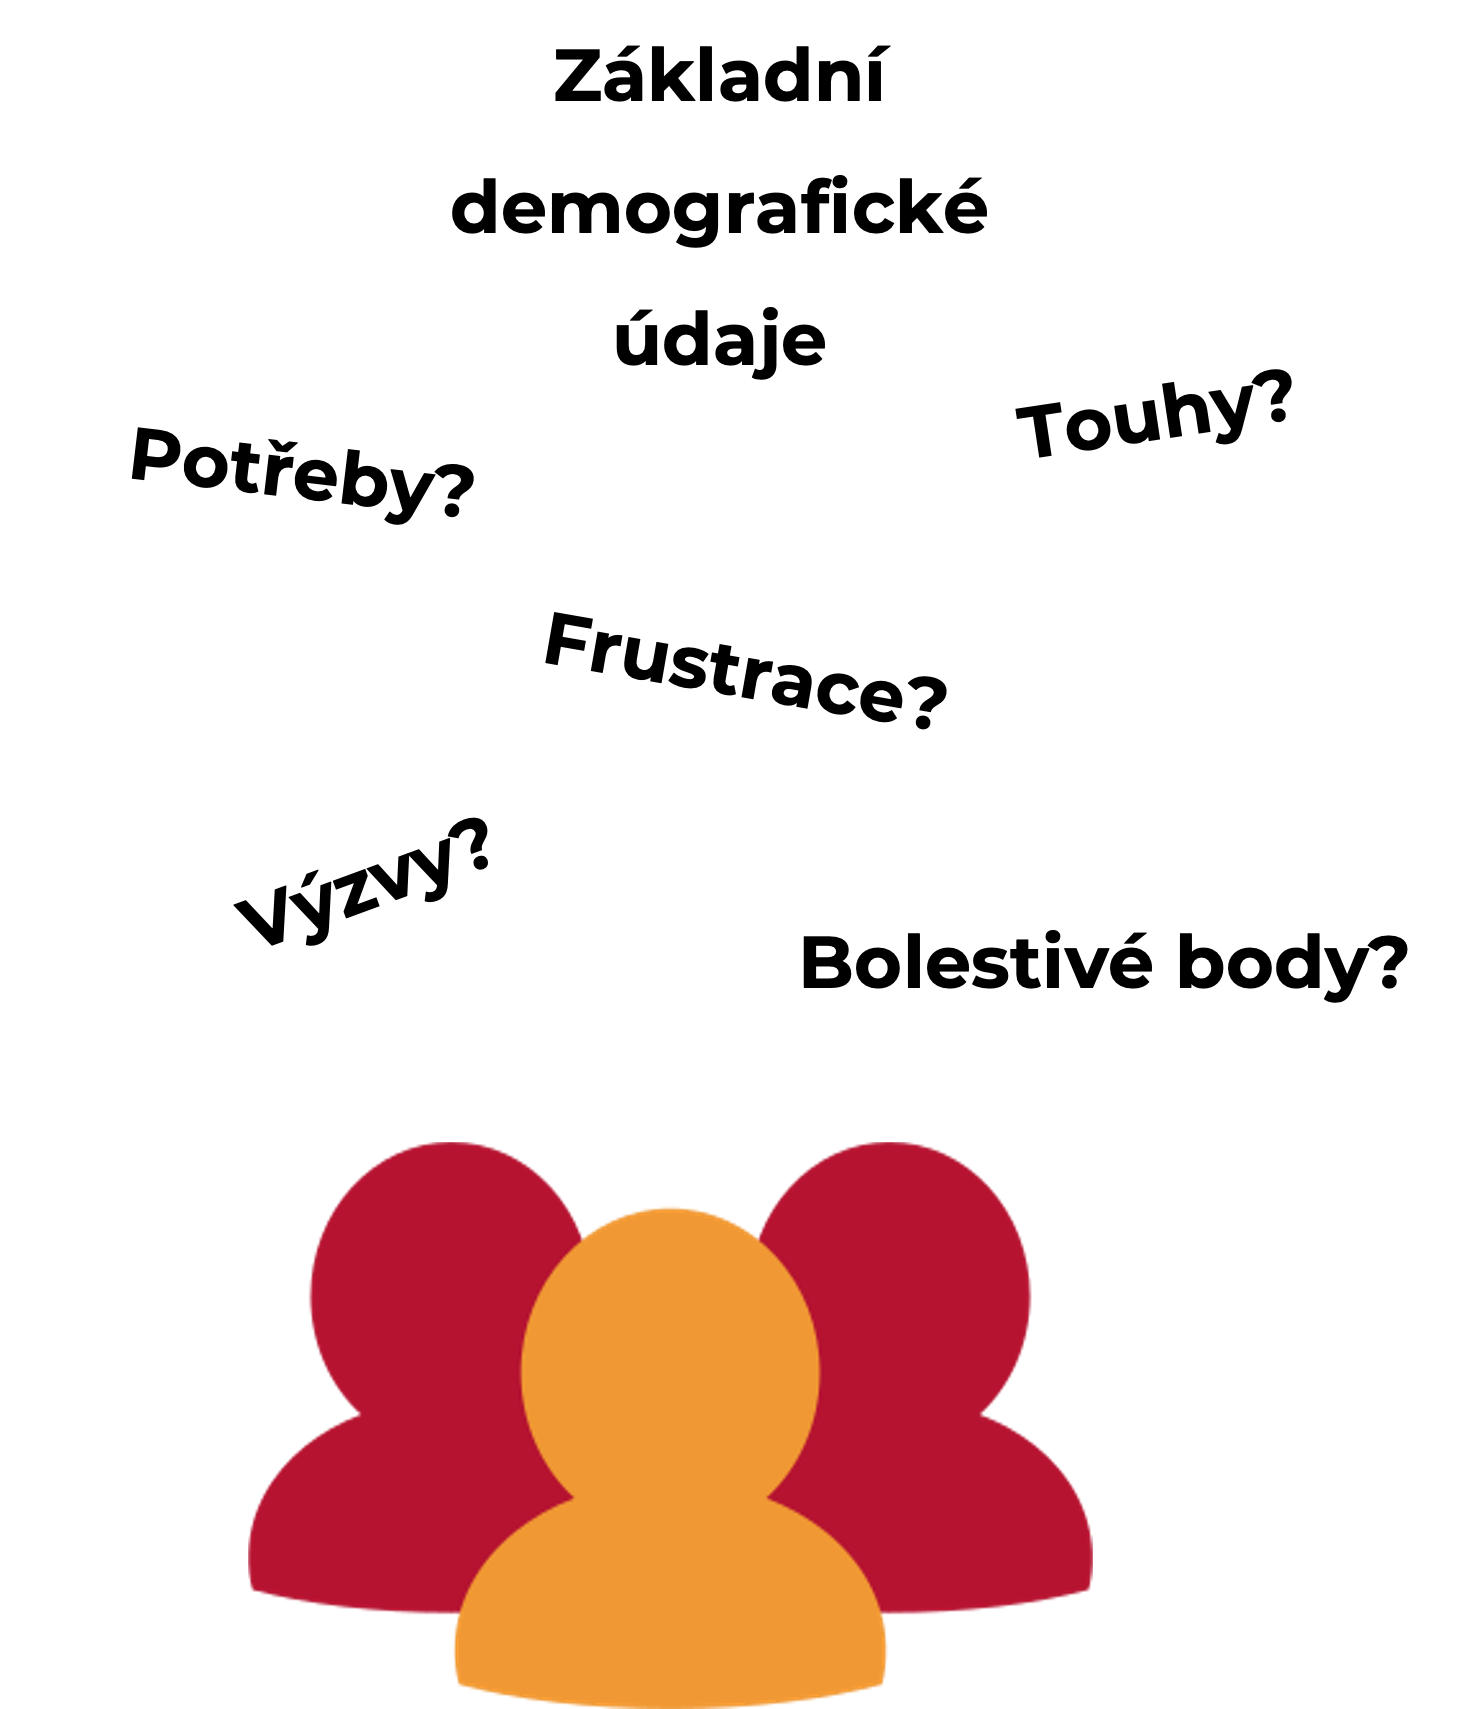 Základní
demografické
údaje
Touhy?
Potřeby?
Frustrace?
Výzvy?
Bolestivé body?